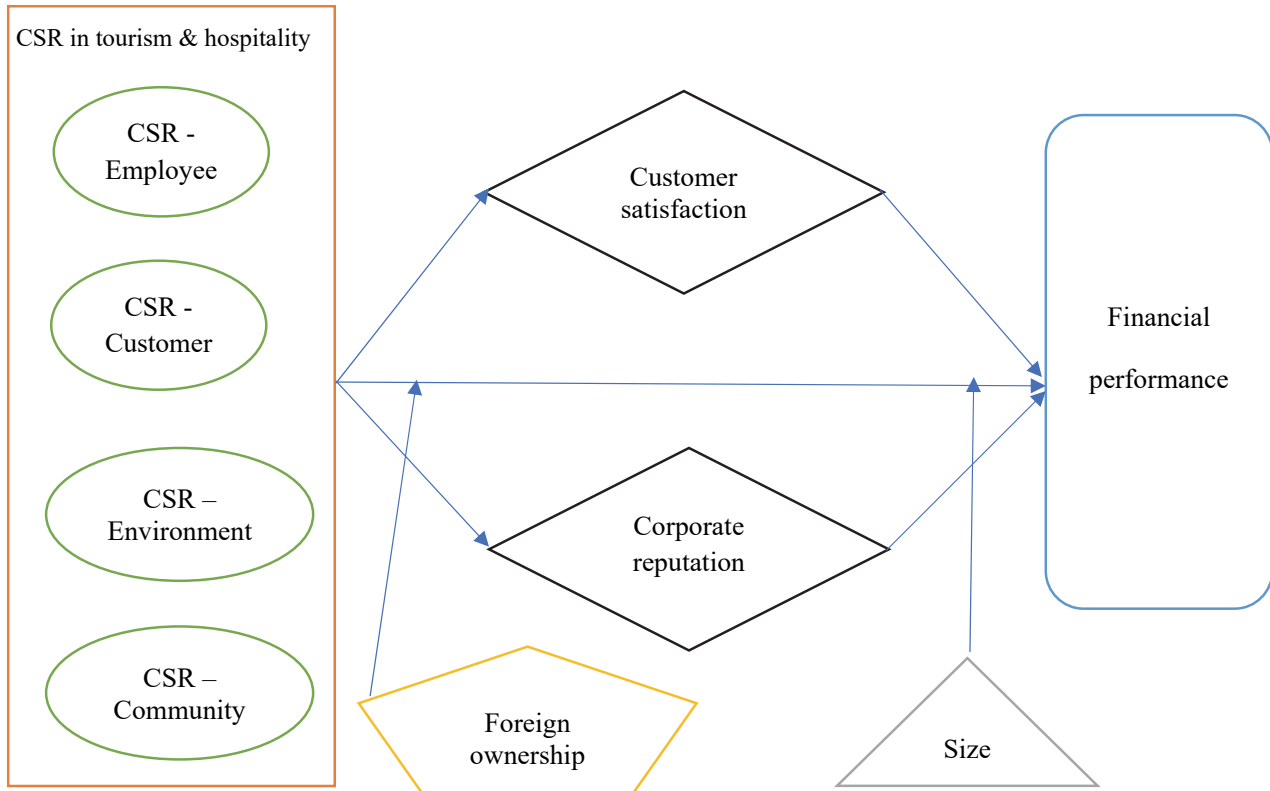 CSR in tourism & hospitality
CSR -
Employee
CSR -
Customer
CSR –
Environment
CSR –
Community
Customer
satisfaction
Corporate
reputation
Foreign
ownership
Size
Financial
performance